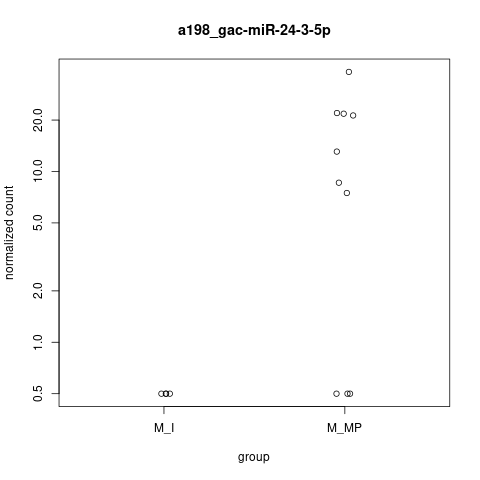 a198_gac-miR-24-3-5p
normalized count
20.0
10.0
5.0
2.0
1.0
0.5
M_I
M_MP
group